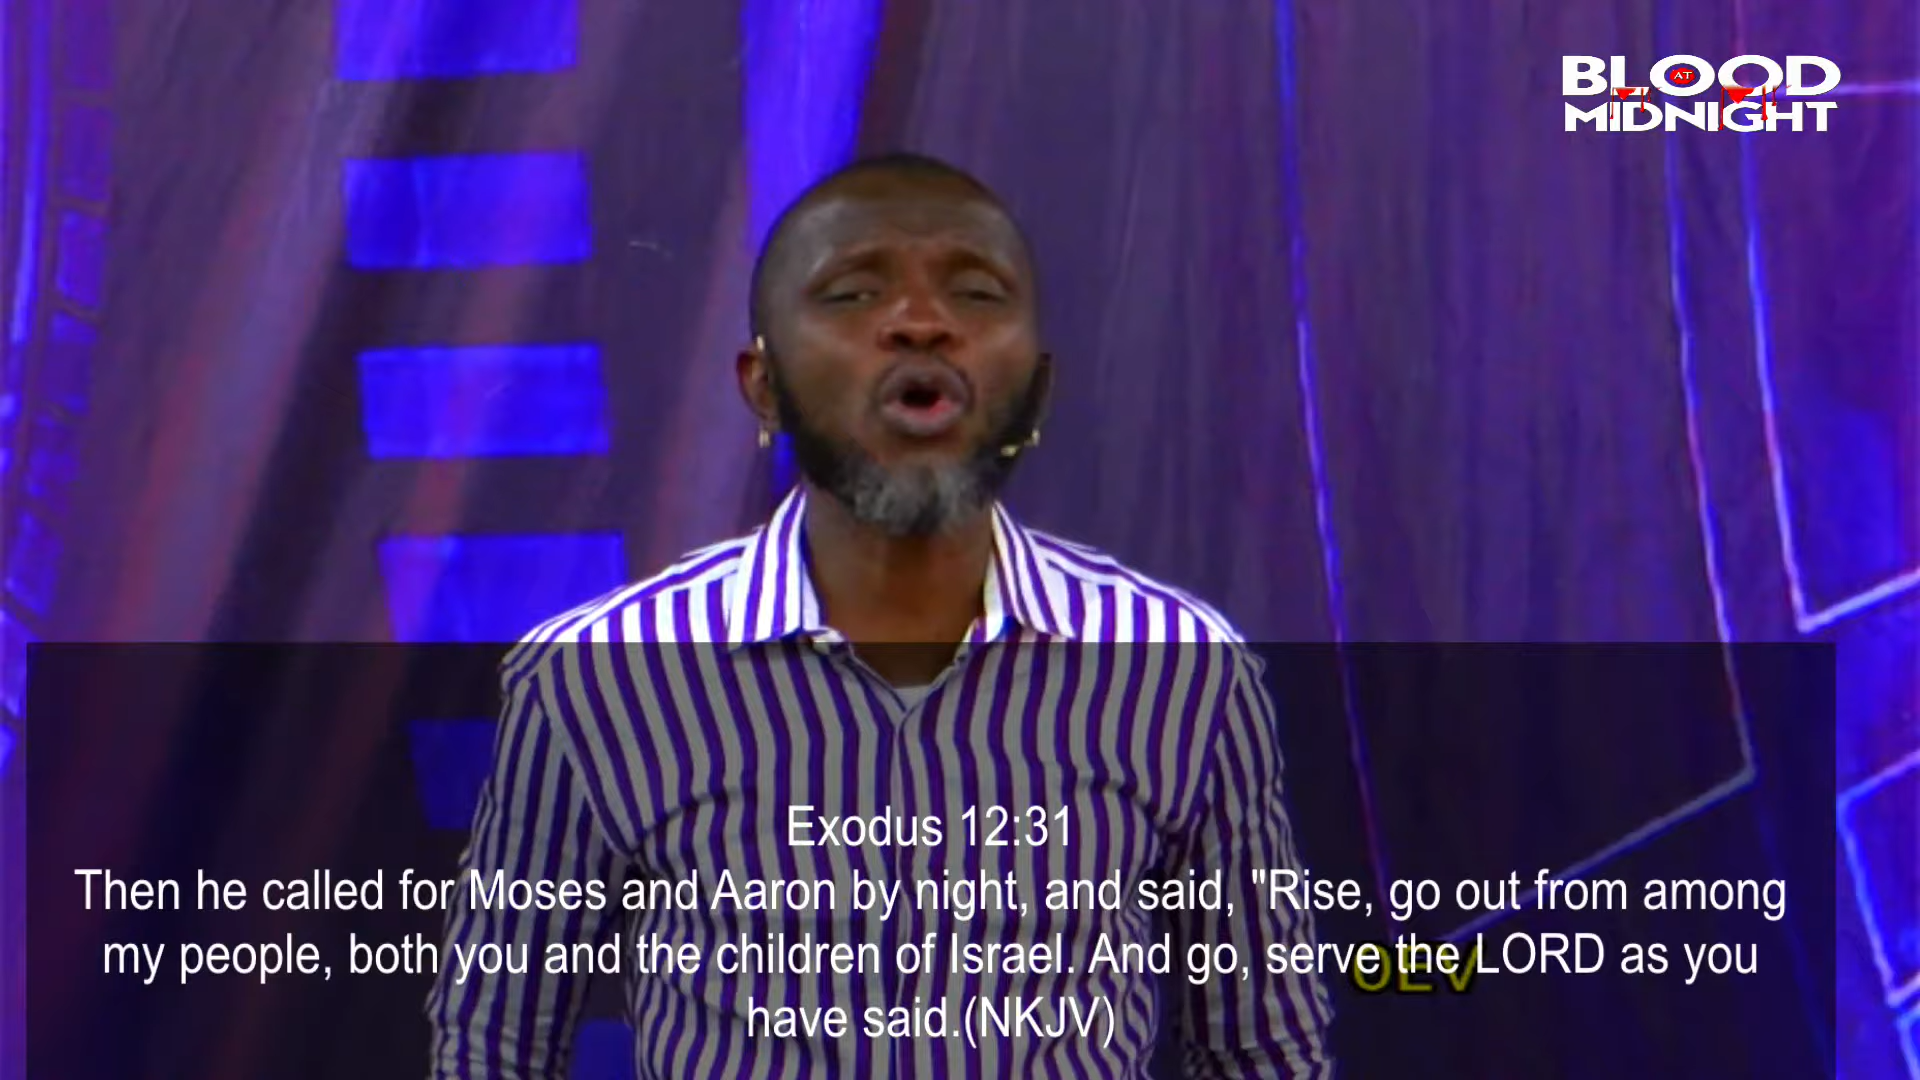 BLOOD
AT
MIDNIGHT
Exodus 12:31
Then he called for Moses and Aaron by night, and said, "Rise, go out from among
my people, both you and the children of Israel. And go, serve the LORD as you
have said.(NKJV)
OEV